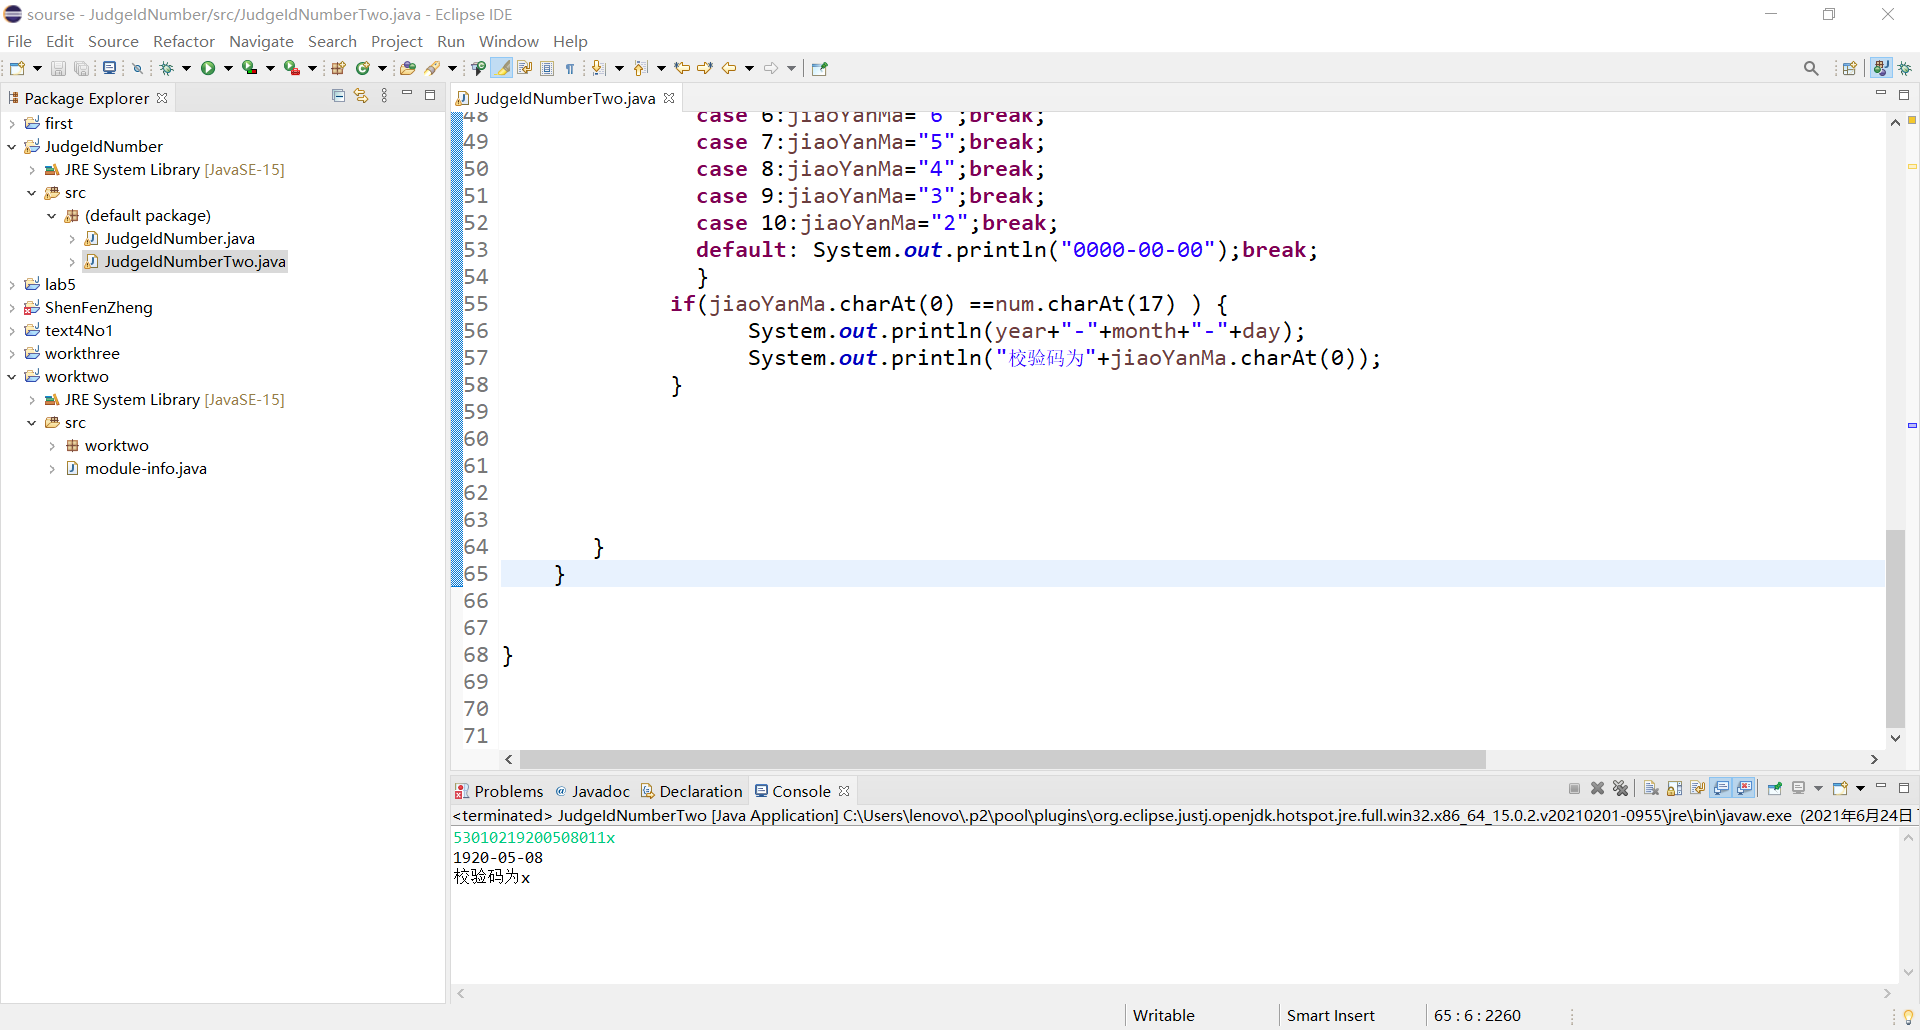 sourse - JudgeIdNumber/src/JudgeIdNumberTwo.java - Eclipse IDE
File Edit Source Refactor Navigate Search Project Run Window Help
Package Explorer
first
JudgeIdNumber
JRE System Library [JavaSE-15]
src
(default package)
JudgeIdNumber.java
JudgeIdNumberTwo.java
lab5
ShenFenZheng
text4No1
workthree
worktwo
JRE System Library [JavaSE-15]
src
worktwo
module-info.java
JudgeIdNumberTwo.java
48 case 6:jiaoYanMa="6";break;
49 case 7:jiaoYanMa="5";break;
50 case 8:jiaoYanMa="4";break;
51 case 9:jiaoYanMa="3";break;
52 case 10:jiaoYanMa="2";break;
53 default: System.out.println("0000-00-00");break;
54 }
55 if(jiaoYanMa.charAt(0) ==num.charAt(17) ) {
56 System.out.println(year+"-"+month+"-"+day);
57 System.out.println("校验码为"+jiaoYanMa.charAt(0));
58 }
59
60
61
62
63
64 }
65 }
66
67
68 }
69
70
71
Problems @ Javadoc Declaration Console
<terminated> JudgeIdNumberTwo [Java Application] C:\Users\lenovo\.p2\pool\plugins\org.eclipse.justj.openjdk.hotspot.jre.full.win32.x86_64_15.0.2.v20210201-0955\jre\bin\javaw.exe (2021年6月24日
53010219200508011x
1920-05-08
校验码为x
Writable Smart Insert 65 : 6 : 2260